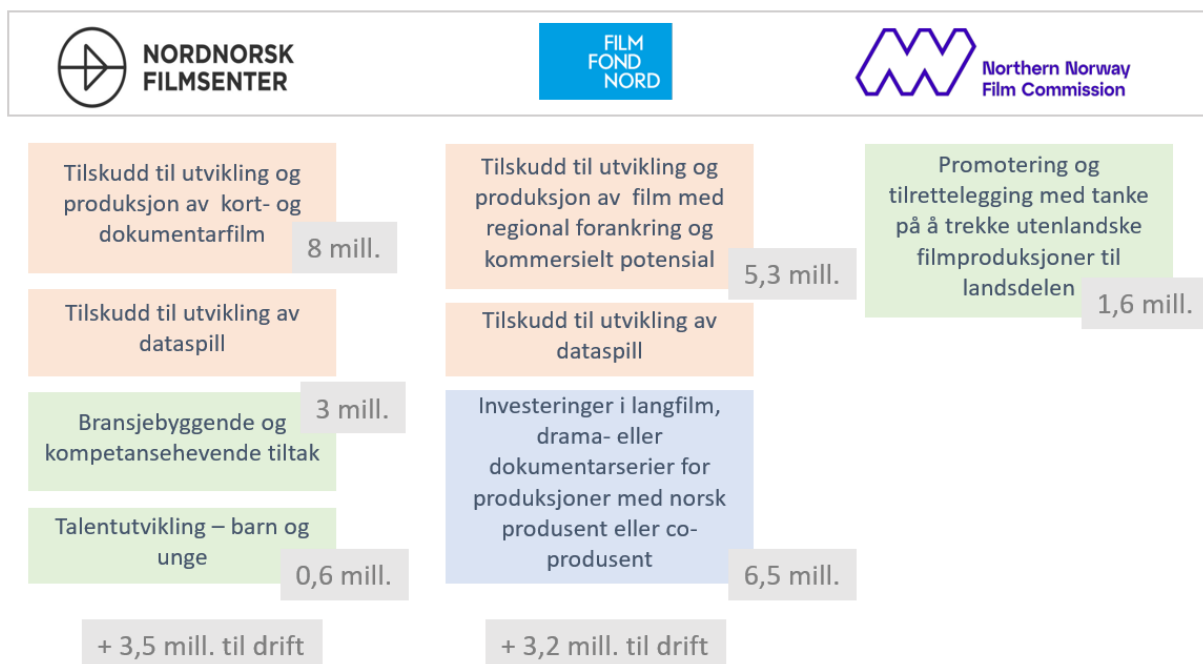 NORDNORSK
FILMSENTER
FILM
FOND
NORD
Northern Norway
Film Commission
Tilskudd til utvikling og
produksjon av kort- og
dokumentarfilm
8 mill.
Tilskudd til utvikling av
dataspill
Bransjebyggende og
kompetansehevende tiltak
3 mill.
Talentutvikling – barn og
unge
0,6 mill.
+ 3,5 mill. til drift
Tilskudd til utvikling og
produksjon av film med
regional forankring og
kommersielt potensial
5,3 mill.
Tilskudd til utvikling av
dataspill
Investeringer i langfilm,
drama- eller
dokumentarserier for
produksjoner med norsk
produsent eller co-
produsent
6,5 mill.
+ 3,2 mill. til drift
Promotering og
tilrettelegging med tanke
på å trekke utenlandske
filmproduksjoner til
landsdelen
1,6 mill.